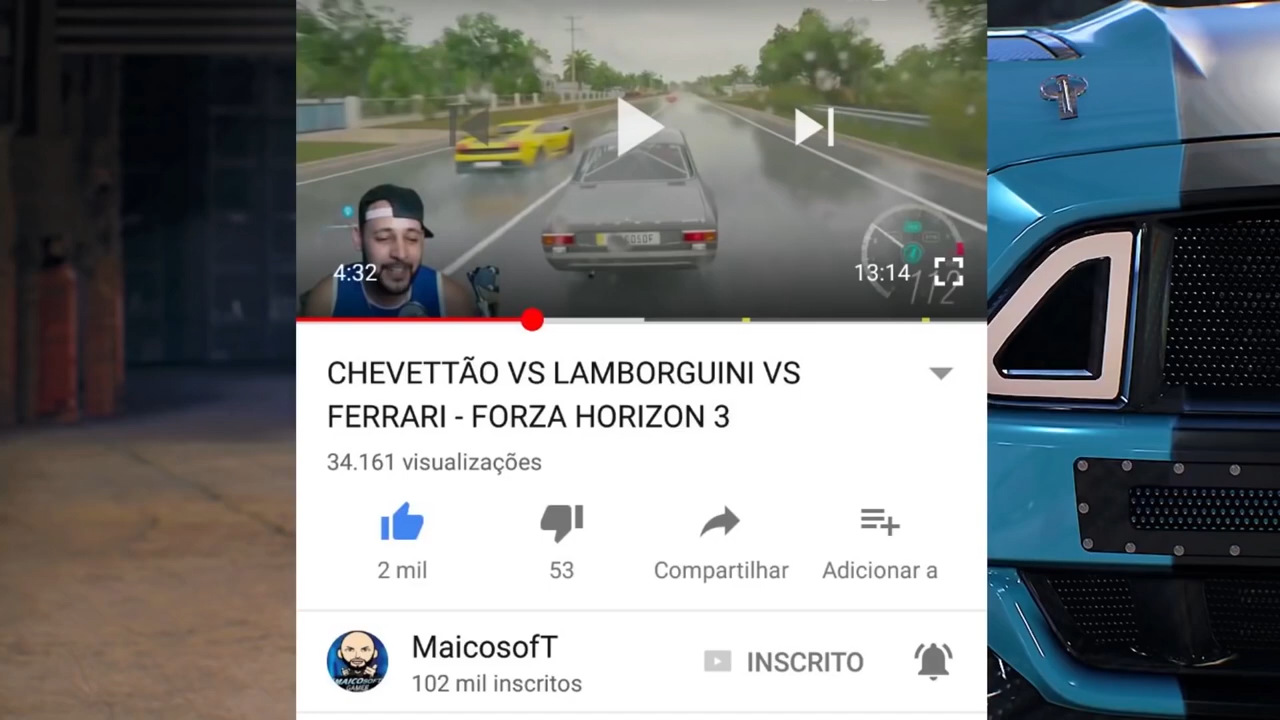 4:32
13:14
112
CHEVETTÃO VS LAMBORGUINI VS
FERRARI - FORZA HORIZON 3
34.161 visualizações
2 mil
53
Compartilhar
Adicionar a
MaicosofT
102 mil inscritos
INSCRITO